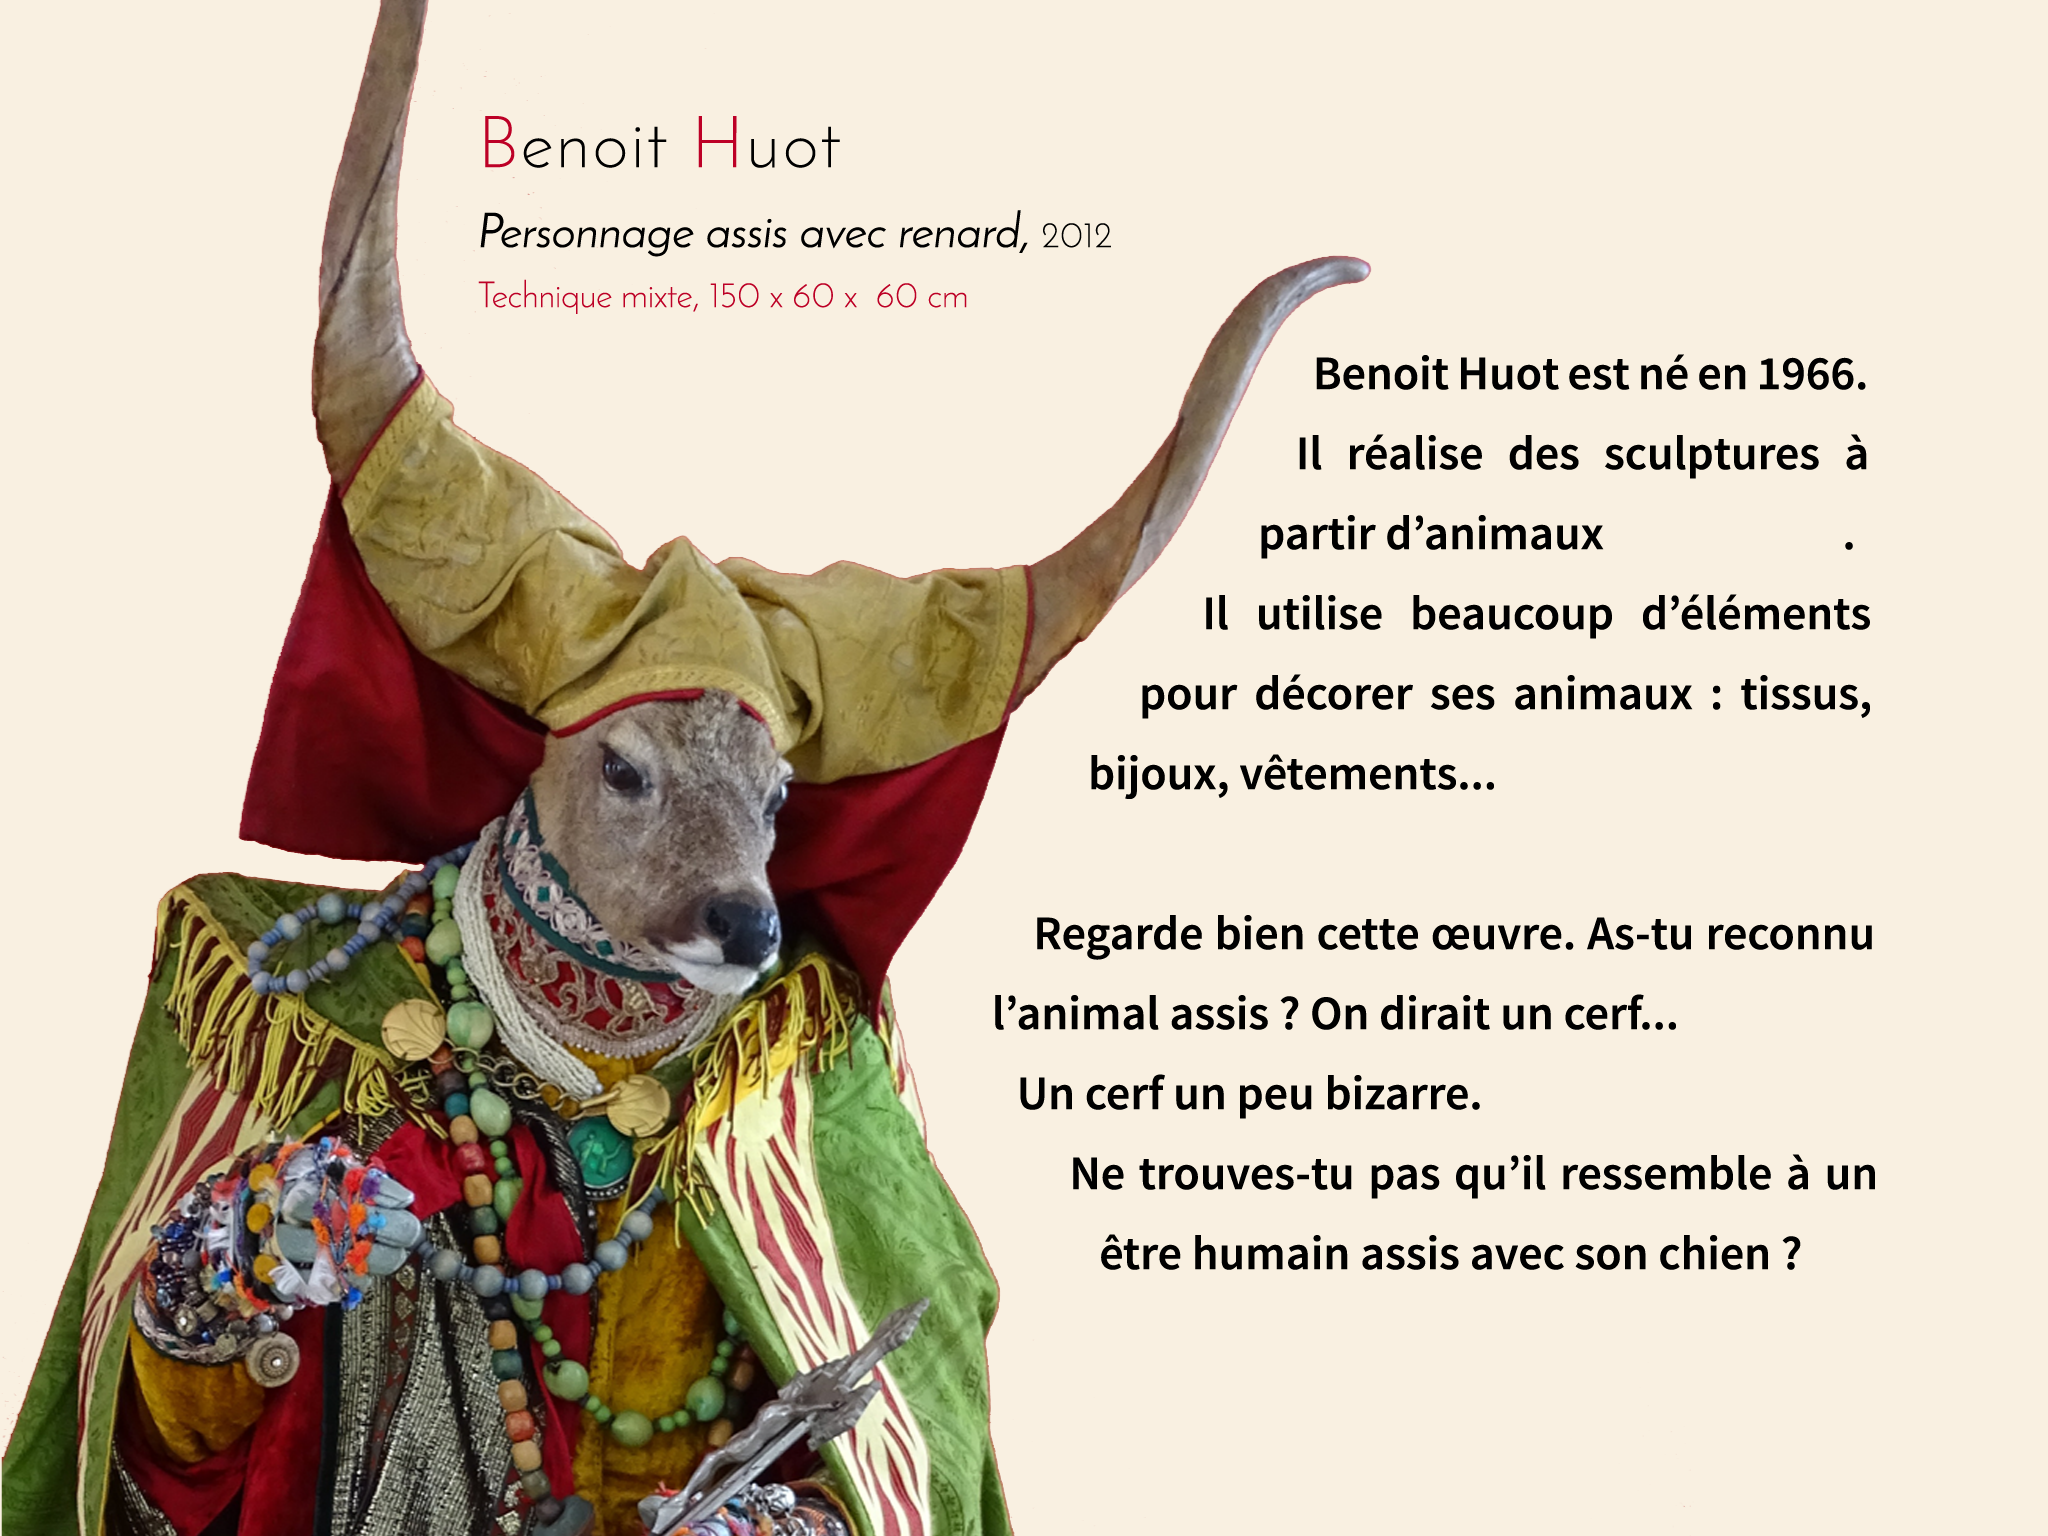 Benoit Huot
Personnage assis avec renard, 2012
Technique mixte, 150 x 60 x 60 cm
Benoit Huot est né en 1966.
Il réalise des sculptures à
partir d’animaux .
Il utilise beaucoup d’éléments
pour décorer ses animaux : tissus,
bijoux, vêtements...
Regarde bien cette œuvre. As-tu reconnu
l’animal assis ? On dirait un cerf...
Un cerf un peu bizarre.
Ne trouves-tu pas qu’il ressemble à un
être humain assis avec son chien ?